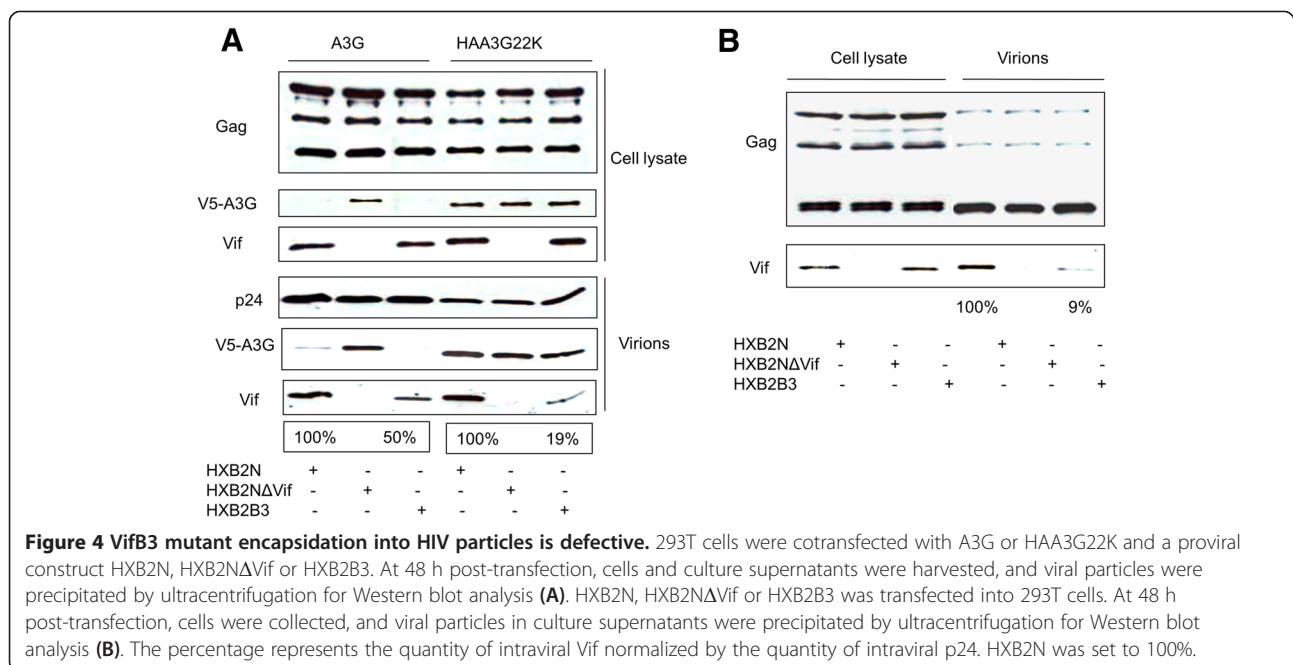 A
A3G HAA3G22K
Gag
Cell lysate
V5-A3G
Vif
p24
V5-A3G
Virions
Vif
100% 50% 100% 19%
HXB2N + - - + - -
HXB2NΔVif - + - - + -
HXB2B3 - - + - - +
B
Cell lysate Virions
Gag
Vif
100% 9%
HXB2N + - - + - -
HXB2NΔVif - + - - + -
HXB2B3 - - + - - +
Figure 4 VifB3 mutant encapsidation into HIV particles is defective. 293T cells were cotransfected with A3G or HAA3G22K and a proviral
construct HXB2N, HXB2NΔVif or HXB2B3. At 48 h post-transfection, cells and culture supernatants were harvested, and viral particles were
precipitated by ultracentrifugation for Western blot analysis (A). HXB2N, HXB2NΔVif or HXB2B3 was transfected into 293T cells. At 48 h
post-transfection, cells were collected, and viral particles in culture supernatants were precipitated by ultracentrifugation for Western blot
analysis (B). The percentage represents the quantity of intraviral Vif normalized by the quantity of intraviral p24. HXB2N was set to 100%.